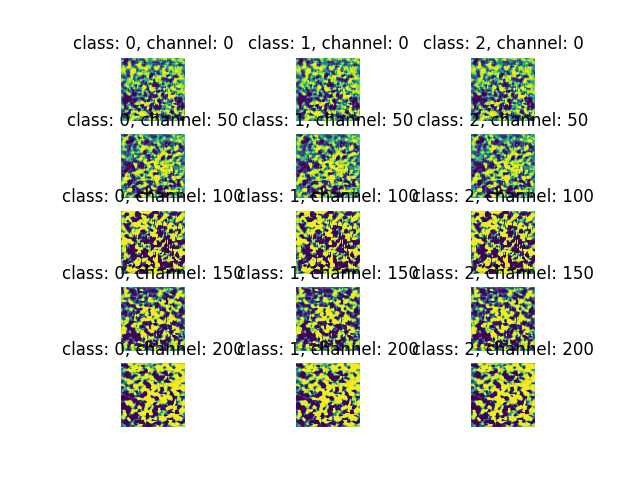 class: 0, channel: 0 class: 1, channel: 0 class: 2, channel: 0
class: 0, channel: 50 class: 1, channel: 50 class: 2, channel: 50
class: 0, channel: 100 class: 1, channel: 100 class: 2, channel: 100
class: 0, channel: 150 class: 1, channel: 150 class: 2, channel: 150
class: 0, channel: 200 class: 1, channel: 200 class: 2, channel: 200